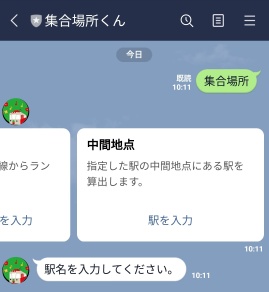 集合場所くん
今日
既読
10:11
集合場所
線からラン
を入力
中間地点
指定した駅の中間地点にある駅を
算出します。
駅を入力
10:11
駅名を入力してください。
10:11